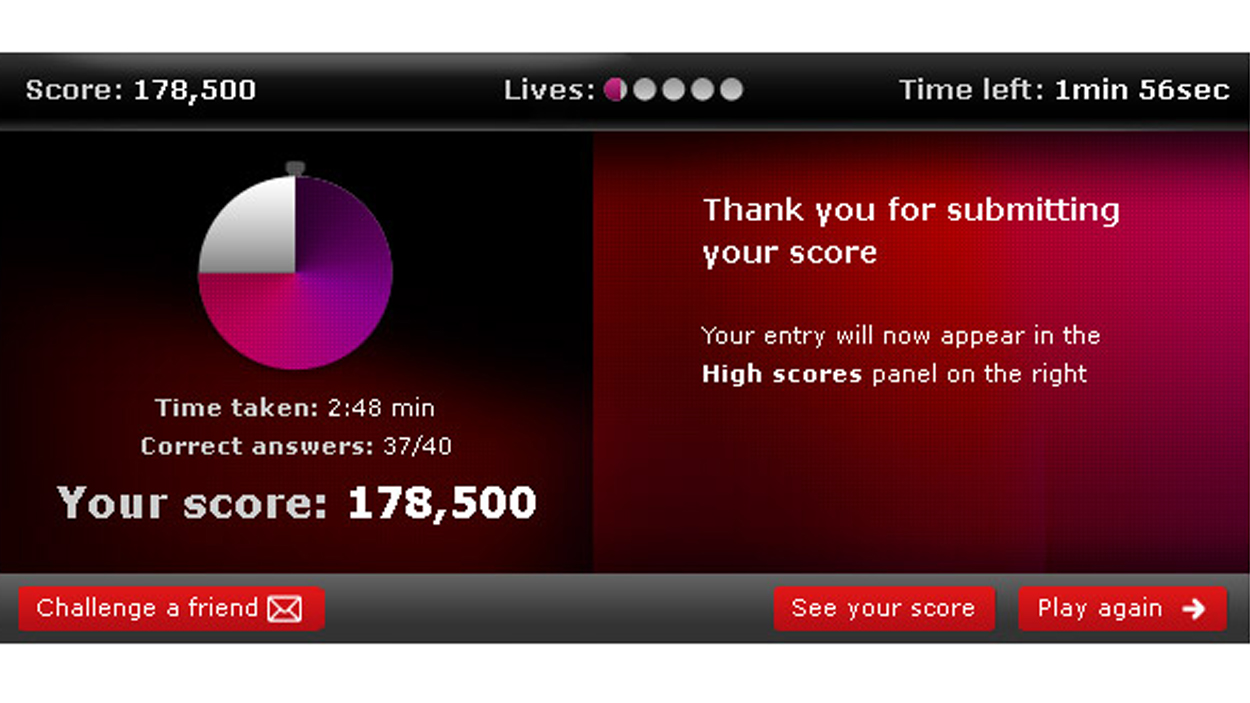 Score: 178,500
Lives:
Time left: 1min 56sec
Thank you for submitting
your score
Your entry will now appear in the
High scores panel on the right
Time taken: 2:48 min
Correct answers: 37/40
Your score: 178,500
Challenge a friend
See your score
Play again